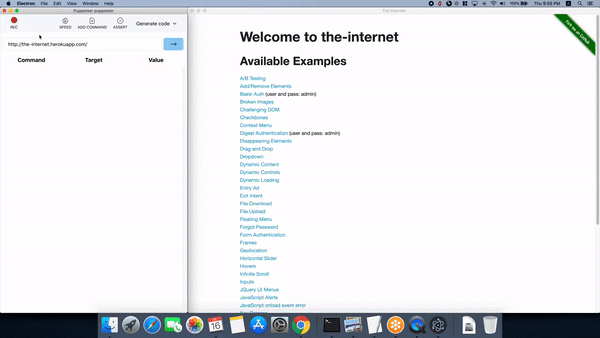 Electron File Edit View Window Help
100% Thu 9:55 PM
Puppeteer puppeteer
The Internet
REC SPEED ADD COMMAND ASSERT Generate code
http://the-internet.herokuapp.com/
Command Target Value
Fork me on GitHub
Welcome to the-internet
Available Examples
A/B Testing
Add/Remove Elements
Basic Auth (user and pass: admin)
Broken Images
Challenging DOM
Checkboxes
Context Menu
Digest Authentication (user and pass: admin)
Disappearing Elements
Drag and Drop
Dropdown
Dynamic Content
Dynamic Controls
Dynamic Loading
Entry Ad
Exit Intent
File Download
File Upload
Floating Menu
Forgot Password
Form Authentication
Frames
Geolocation
Horizontal Slider
Hovers
Infinite Scroll
Inputs
JQuery UI Menus
JavaScript Alerts
JavaScript onload event error
16